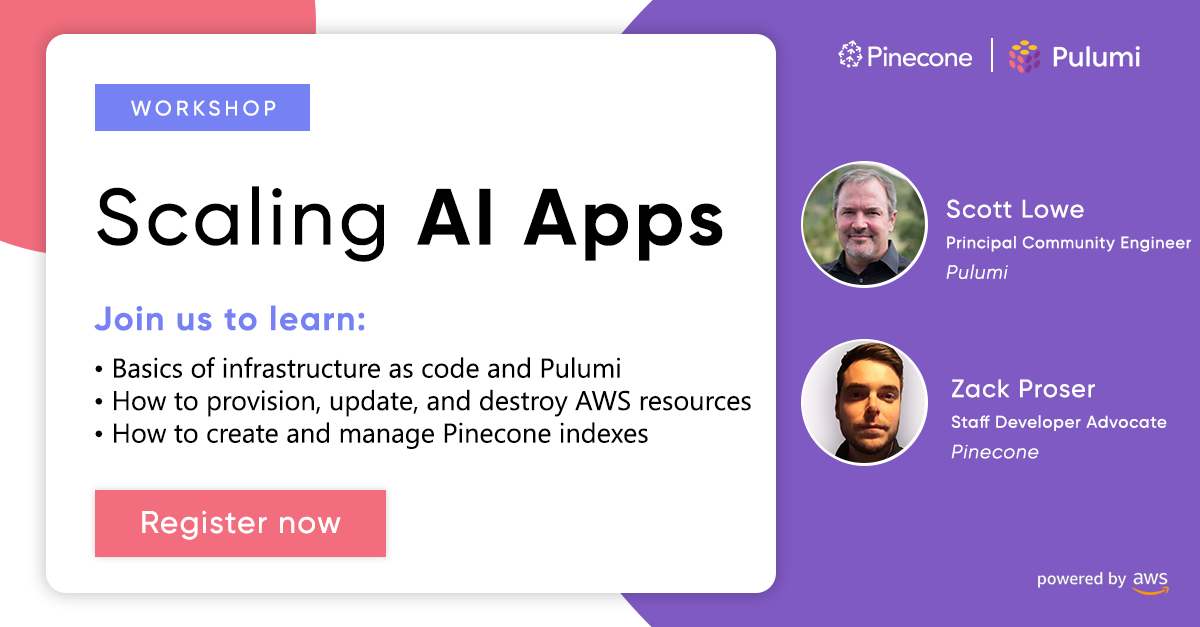 WORKSHOP
Scaling AI Apps
Join us to learn:
• Basics of infrastructure as code and Pulumi
• How to provision, update, and destroy AWS resources
• How to create and manage Pinecone indexes
Register now
Pinecone | Pulumi
Scott Lowe
Principal Community Engineer
Pulumi
Zack Proser
Staff Developer Advocate
Pinecone
powered by aws